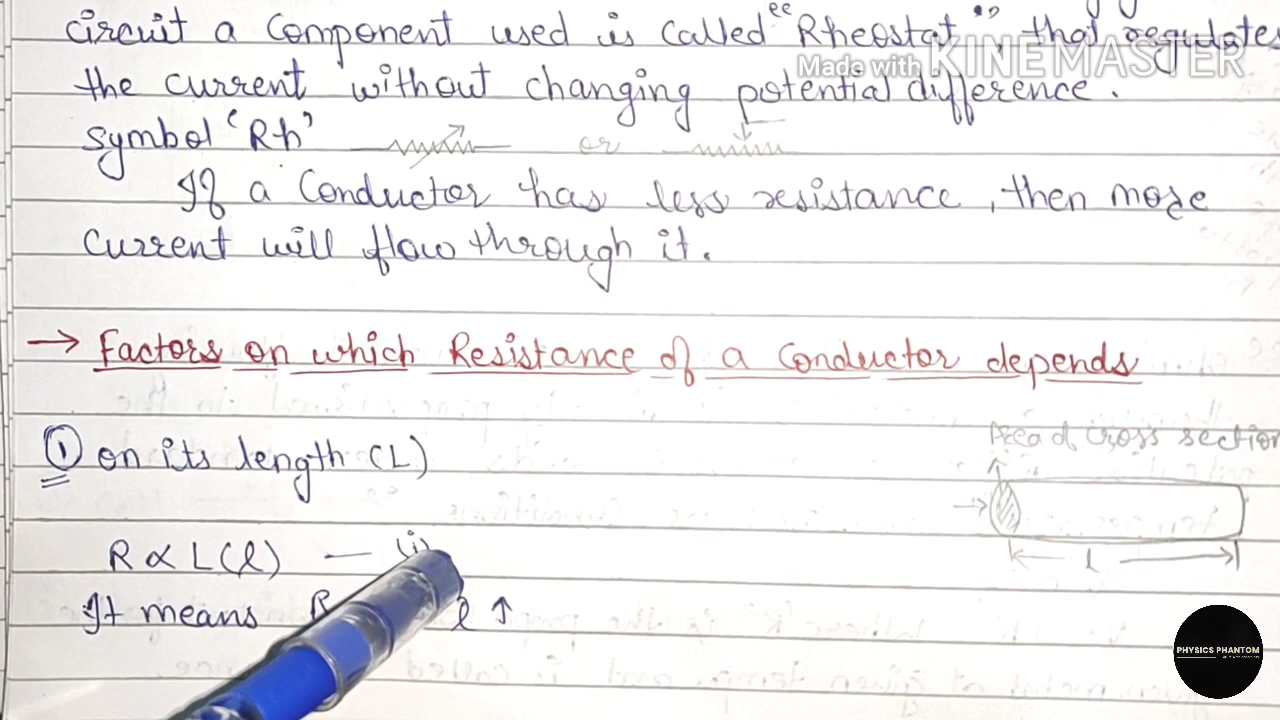 circuit a component used is called "Rheostat", that regulates
Made with KINEMASTER
the current without changing potential difference.
symbol 'Rh' or
If a conductor has less resistance, then more
current will flow through it.
→ Factors on which Resistance of a conductor depends
Area of cross section
① on its length (L)
l
R ∝ L(l) — (i)
It means R l ↑
PHYSICS PHANTOM